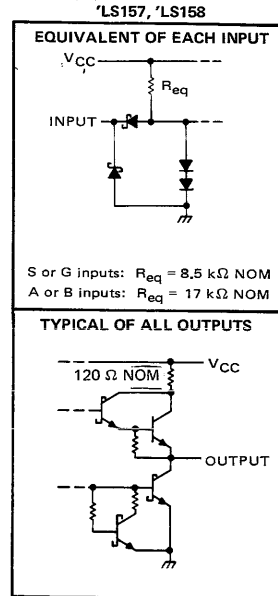 'LS157, 'LS158
EQUIVALENT OF EACH INPUT
VCC
Req
INPUT
S or G inputs: Req = 8.5 kΩ NOM
A or B inputs: Req = 17 kΩ NOM
TYPICAL OF ALL OUTPUTS
VCC
120 Ω NOM
OUTPUT